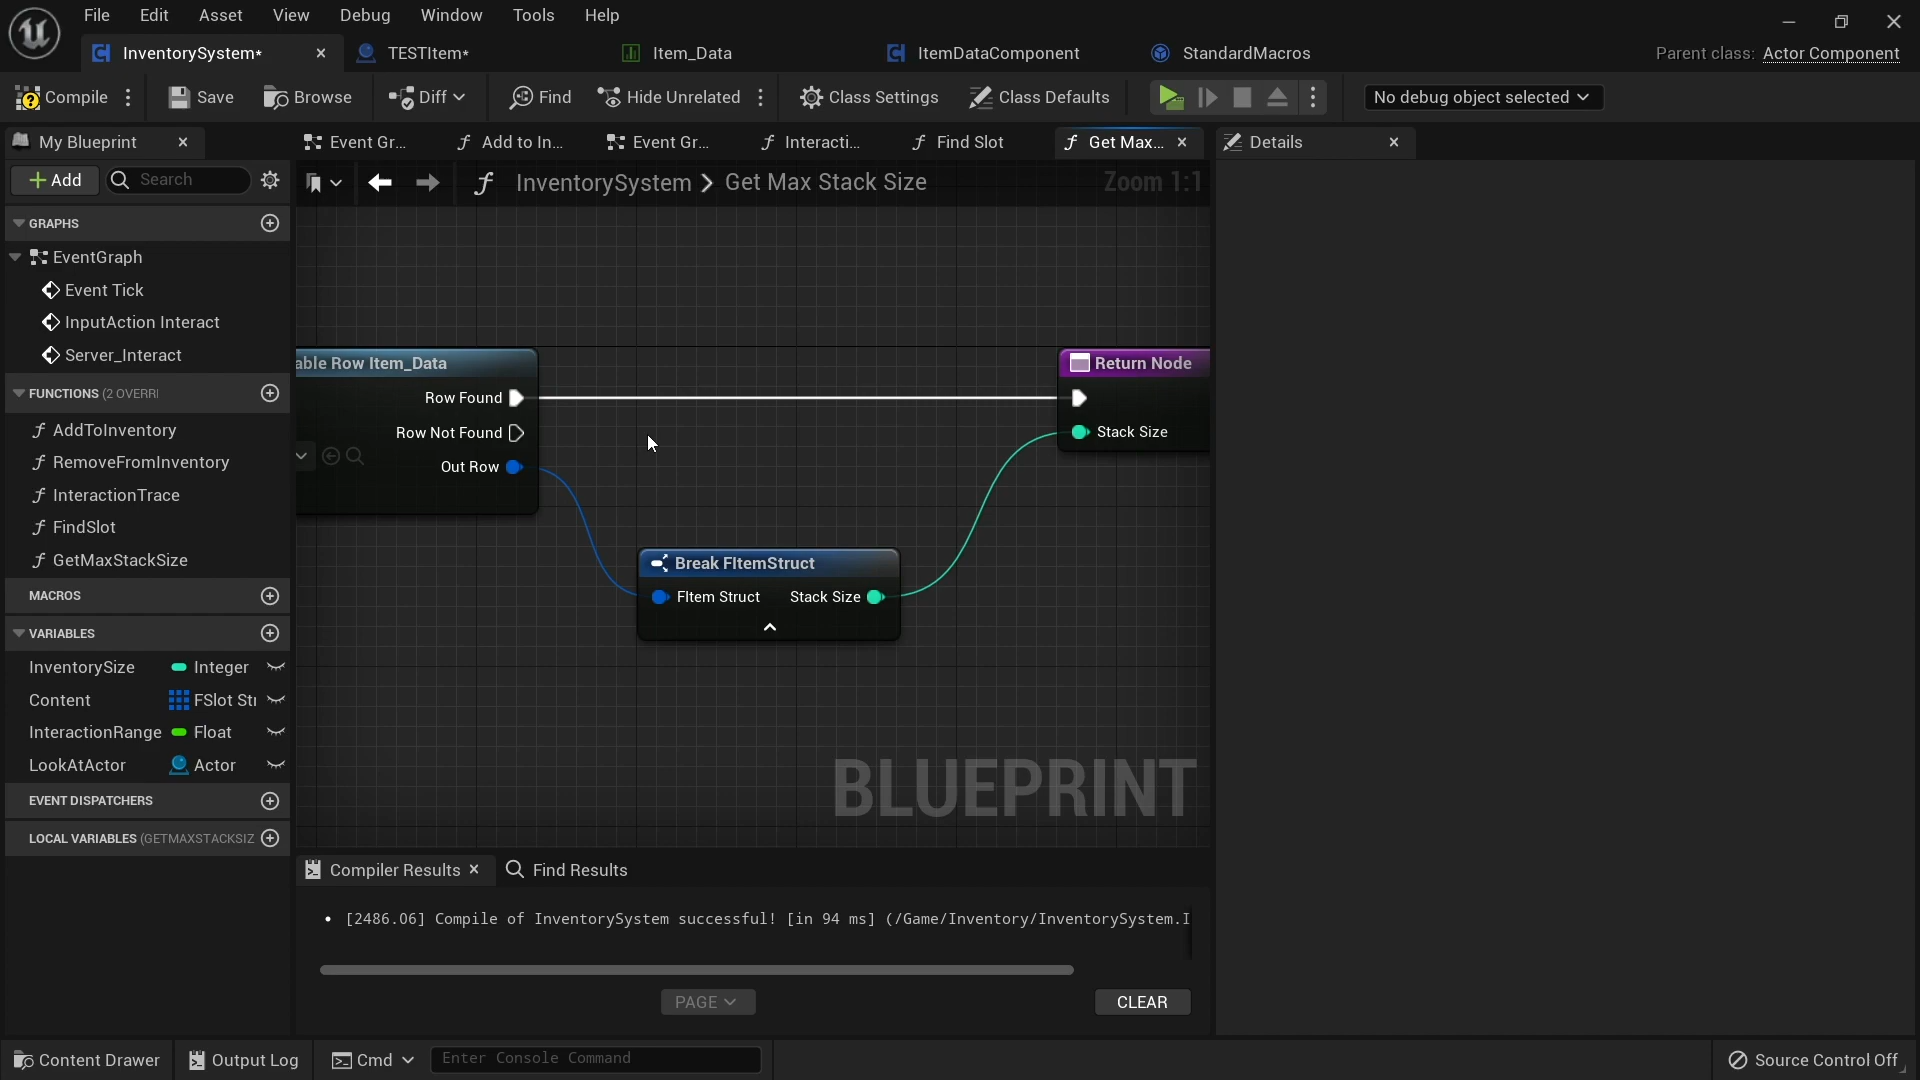 File Edit Asset View Debug Window Tools Help
InventorySystem* TESTItem* Item_Data ItemDataComponent StandardMacros Parent class: Actor Component
Compile Save Browse Diff Find Hide Unrelated Class Settings Class Defaults No debug object selected
My Blueprint Event Gr... Add to In... Event Gr... Interacti... Find Slot Get Max... Details
Add Search InventorySystem > Get Max Stack Size Zoom 1:1
GRAPHS
EventGraph
Event Tick
InputAction Interact
Server_Interact
FUNCTIONS (2 OVERRI
AddToInventory
RemoveFromInventory
InteractionTrace
FindSlot
GetMaxStackSize
MACROS
VARIABLES
InventorySize Integer
Content FSlot Str
InteractionRange Float
LookAtActor Actor
EVENT DISPATCHERS
LOCAL VARIABLES (GETMAXSTACKSIZ
able Row Item_Data
Row Found
Row Not Found
Out Row
Return Node
Stack Size
Break FItemStruct
FItem Struct Stack Size
BLUEPRINT
Compiler Results Find Results
[2486.06] Compile of InventorySystem successful! [in 94 ms] (/Game/Inventory/InventorySystem.I
PAGE CLEAR
Content Drawer Output Log Cmd Enter Console Command Source Control Off